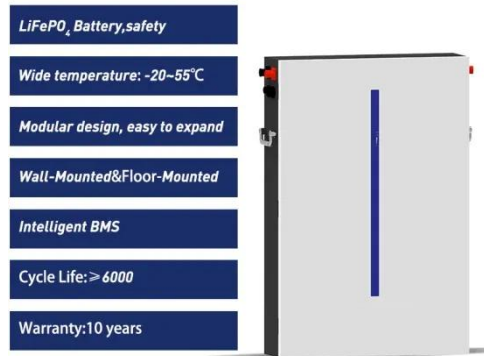 LiFePO₄ Battery,safety
Wide temperature: -20~55℃
Modular design, easy to expand
Wall-Mounted&Floor-Mounted
Intelligent BMS
Cycle Life:≥6000
Warranty:10 years